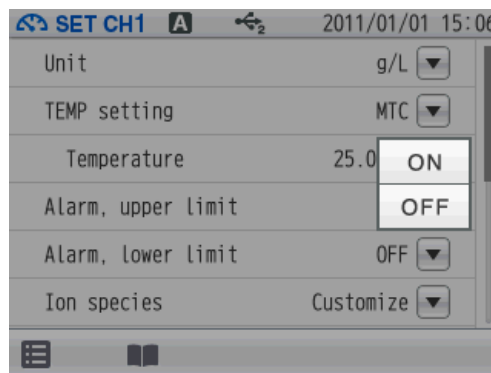 SET CH1 A 2 2011/01/01 15:06
Unit g/L
TEMP setting MTC
Temperature 25.0
ON
Alarm, upper limit OFF
Alarm, lower limit OFF
Ion species Customize